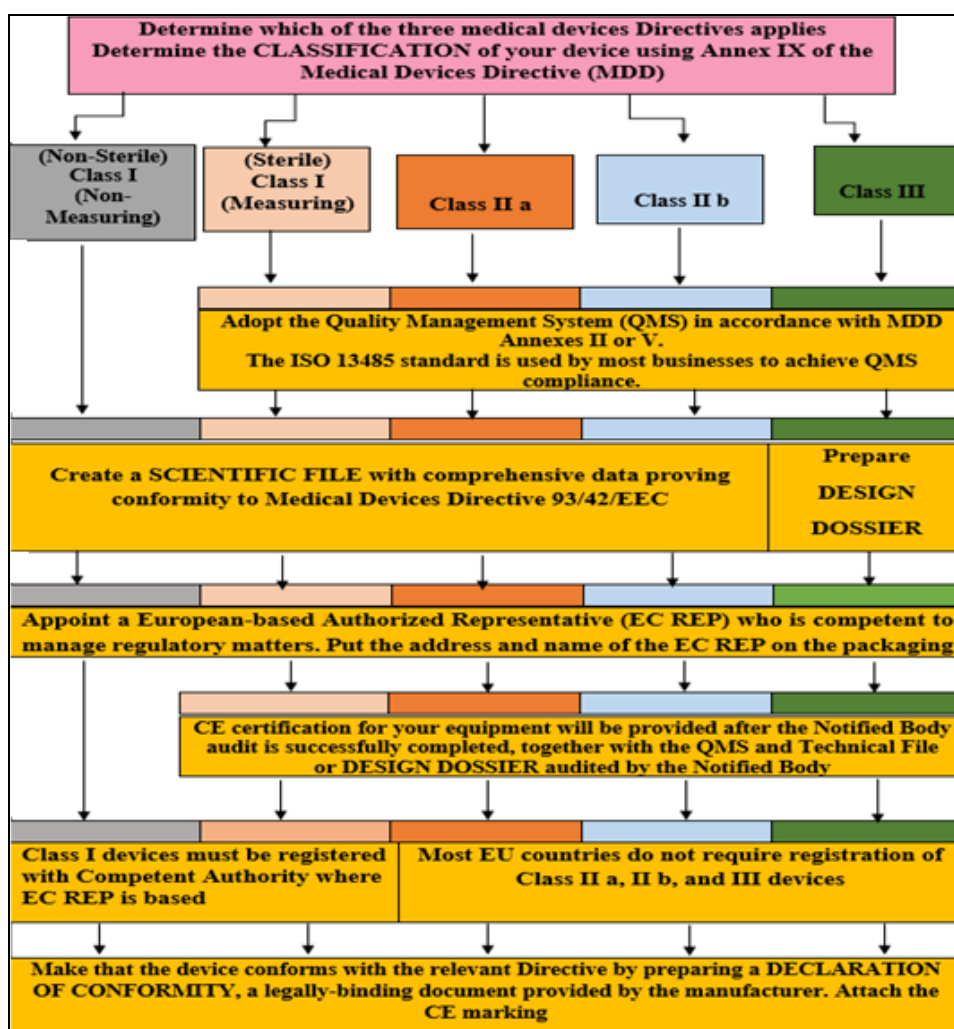 Determine which of the three medical devices Directives applies
Determine the CLASSIFICATION of your device using Annex IX of the
Medical Devices Directive (MDD)
(Non-Sterile)
Class I
(Non-
Measuring)
(Sterile)
Class I
(Measuring)
Class II a
Class II b
Class III
Adopt the Quality Management System (QMS) in accordance with MDD
Annexes II or V.
The ISO 13485 standard is used by most businesses to achieve QMS
compliance.
Create a SCIENTIFIC FILE with comprehensive data proving
conformity to Medical Devices Directive 93/42/EEC
Prepare
DESIGN
DOSSIER
Appoint a European-based Authorized Representative (EC REP) who is competent to
manage regulatory matters. Put the address and name of the EC REP on the packaging
CE certification for your equipment will be provided after the Notified Body
audit is successfully completed, together with the QMS and Technical File
or DESIGN DOSSIER audited by the Notified Body
Class I devices must be registered
with Competent Authority where
EC REP is based
Most EU countries do not require registration of
Class II a, II b, and III devices
Make that the device conforms with the relevant Directive by preparing a DECLARATION
OF CONFORMITY, a legally-binding document provided by the manufacturer. Attach the
CE marking